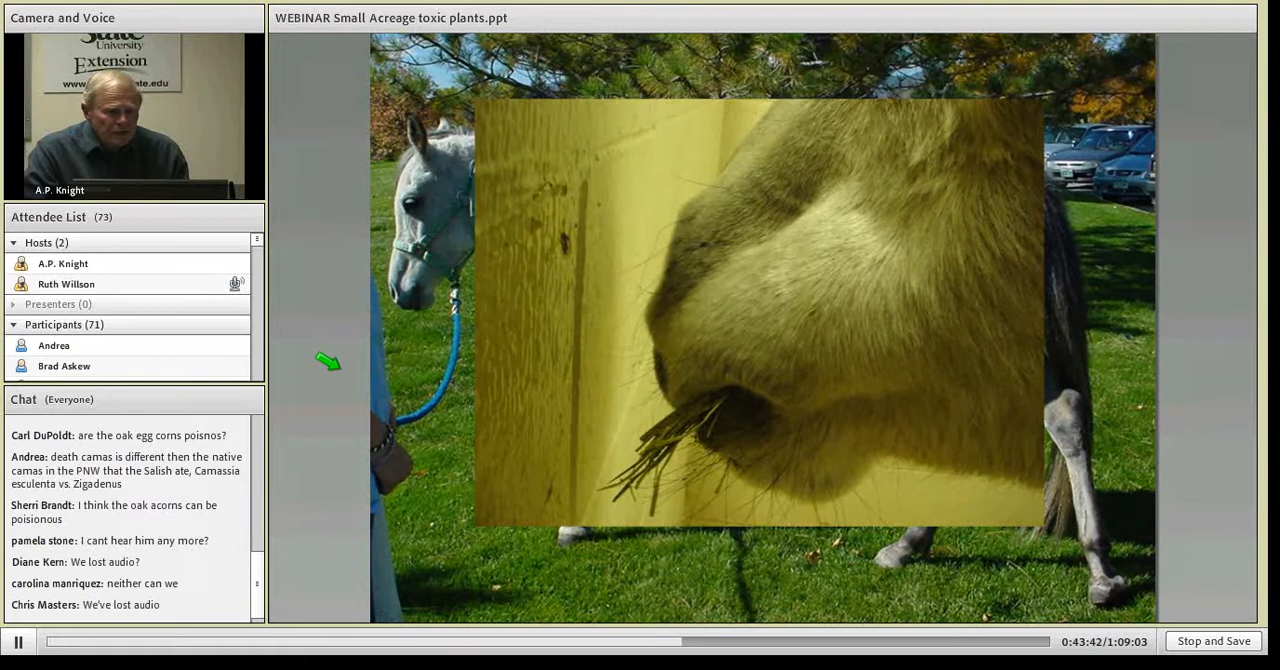 Camera and Voice
State
University
Extension
A.P. Knight
Attendee List (73)
Hosts (2)
A.P. Knight
Ruth Willson
Presenters (0)
Participants (71)
Andrea
Brad Askew
Chat (Everyone)
Carl DuPoldt: are the oak egg corns poisnos?
Andrea: death camas is different then the native
camas in the PNW that the Salish ate, Camassia
esculenta vs. Zigadenus
Sherri Brandt: I think the oak acorns can be
poisionous
pamela stone: I cant hear him any more?
Diane Kern: We lost audio?
carolina manriquez: neither can we
Chris Masters: We've lost audio
WEBINAR Small Acreage toxic plants.ppt
0:43:42/1:09:03
Stop and Save